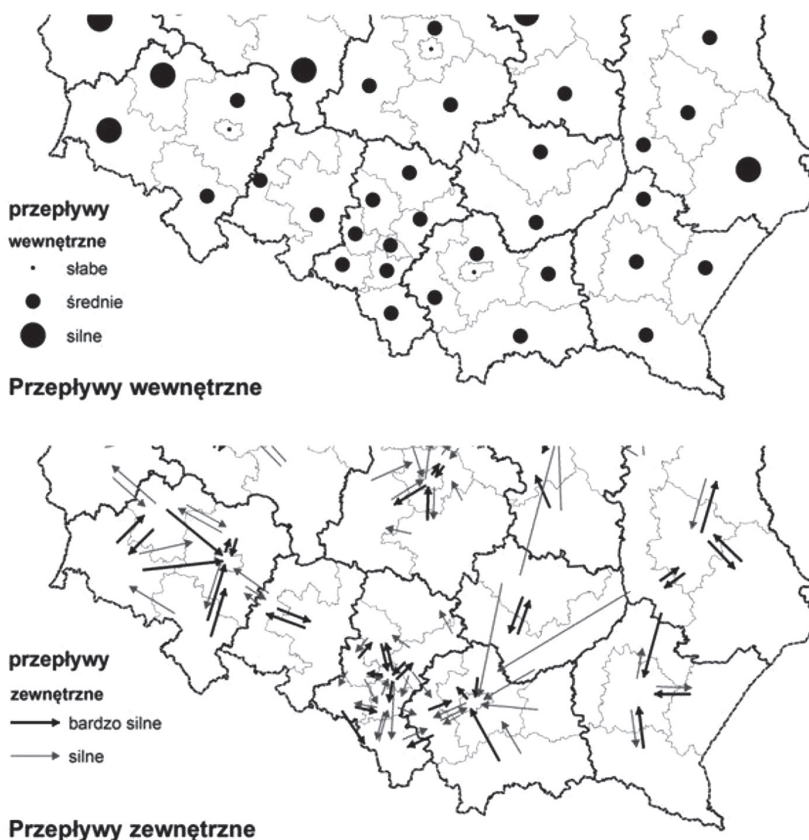 przepływy
wewnętrzne
słabe
średnie
silne
Przepływy wewnętrzne
przepływy
zewnętrzne
bardzo silne
silne
Przepływy zewnętrzne